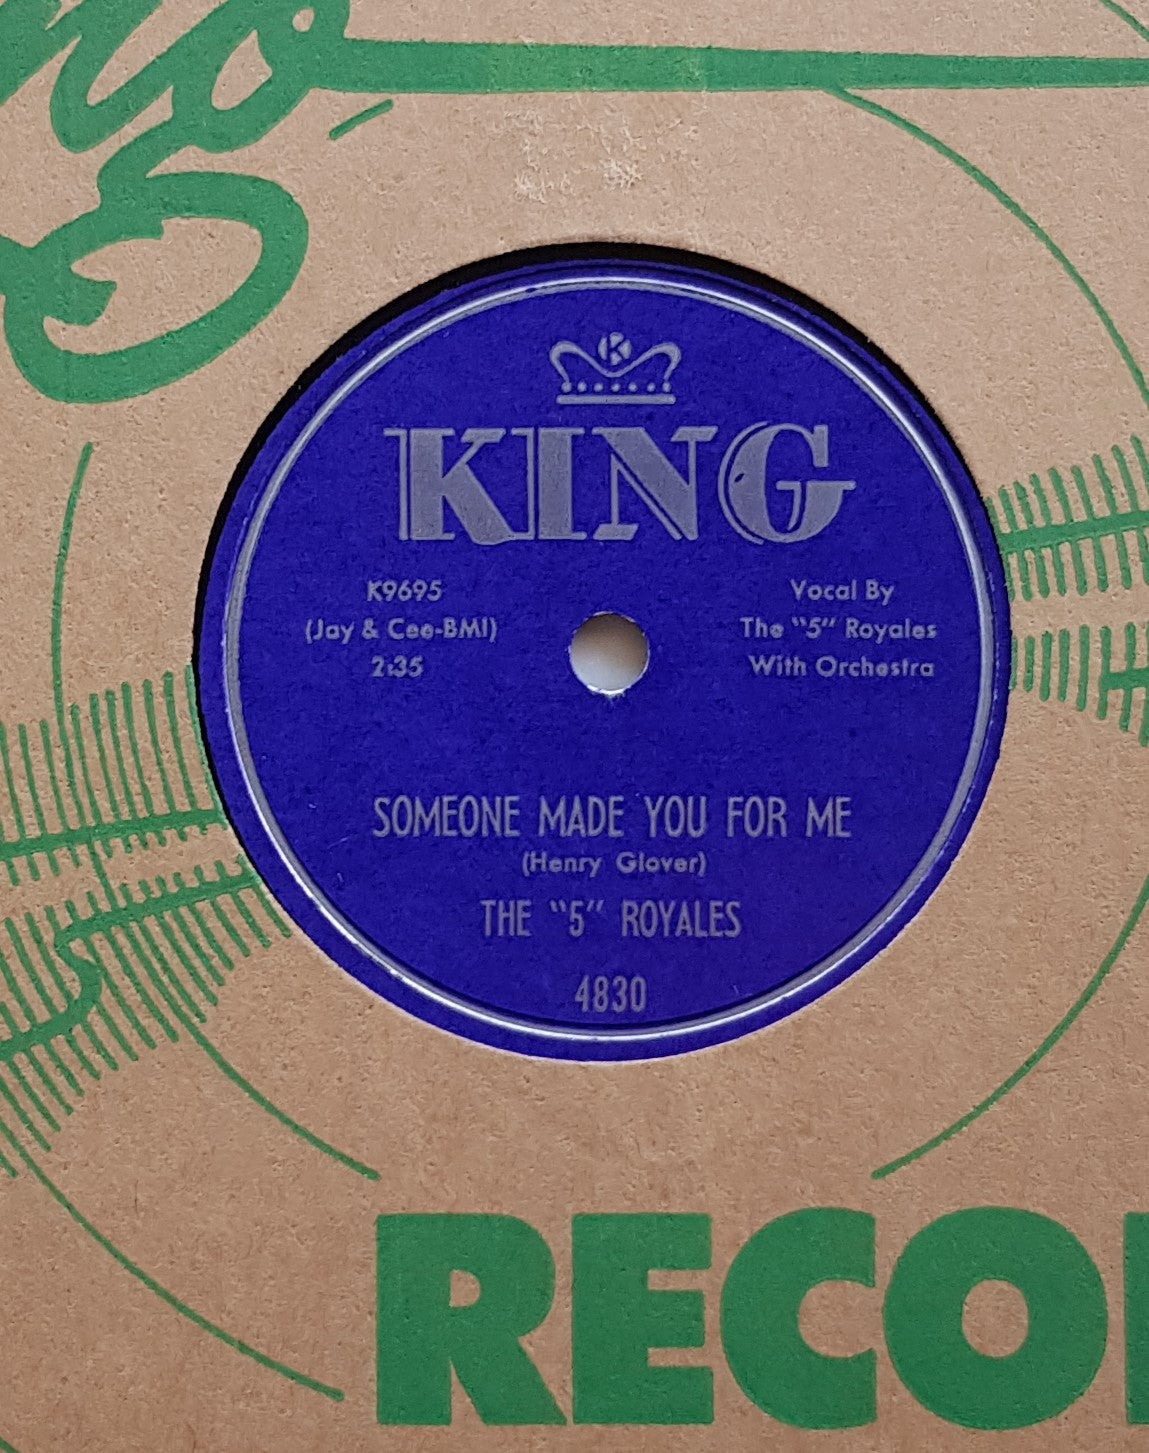 K
KING
K9695
(Jay & Cee-BMI)
2:35
Vocal By
The "5" Royales
With Orchestra
SOMEONE MADE YOU FOR ME
(Henry Glover)
THE "5" ROYALES
4830
RECO